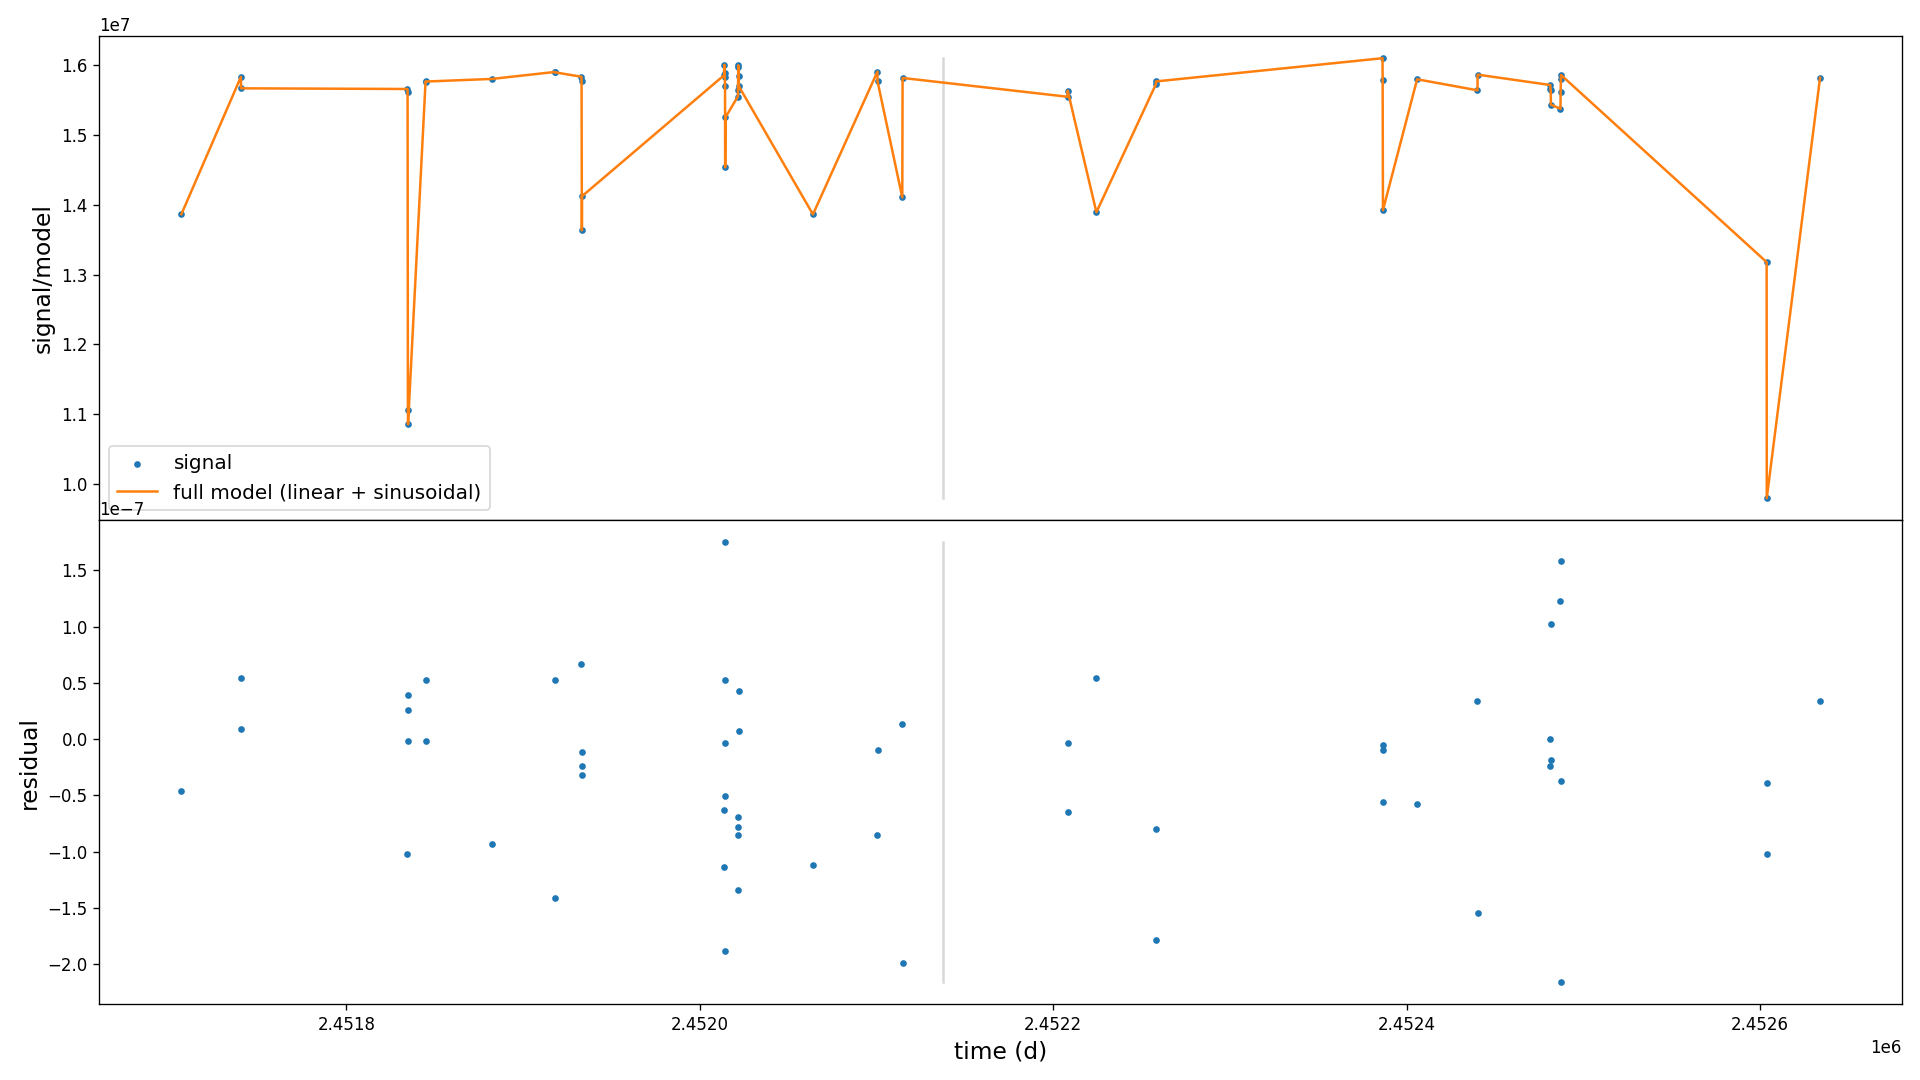 1e7
1.6
1.5
1.4
1.3
1.2
1.1
1.0
signal/model
signal
full model (linear + sinusoidal)
1e−7
1.5
1.0
0.5
0.0
−0.5
−1.0
−1.5
−2.0
residual
2.4518
2.4520
2.4522
2.4524
2.4526
time (d)
1e6